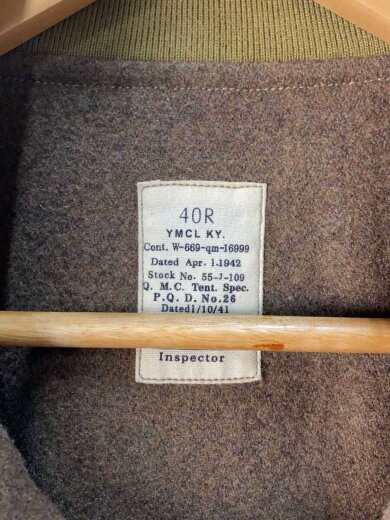 40R
YMCL KY.
Cont. W-669-qm-16999
Dated Apr. 1.1942
Stock No. 55-J-109
Q. M. C. Tent. Spec.
P. Q. D. No.26
Dated1/10/41
Inspector